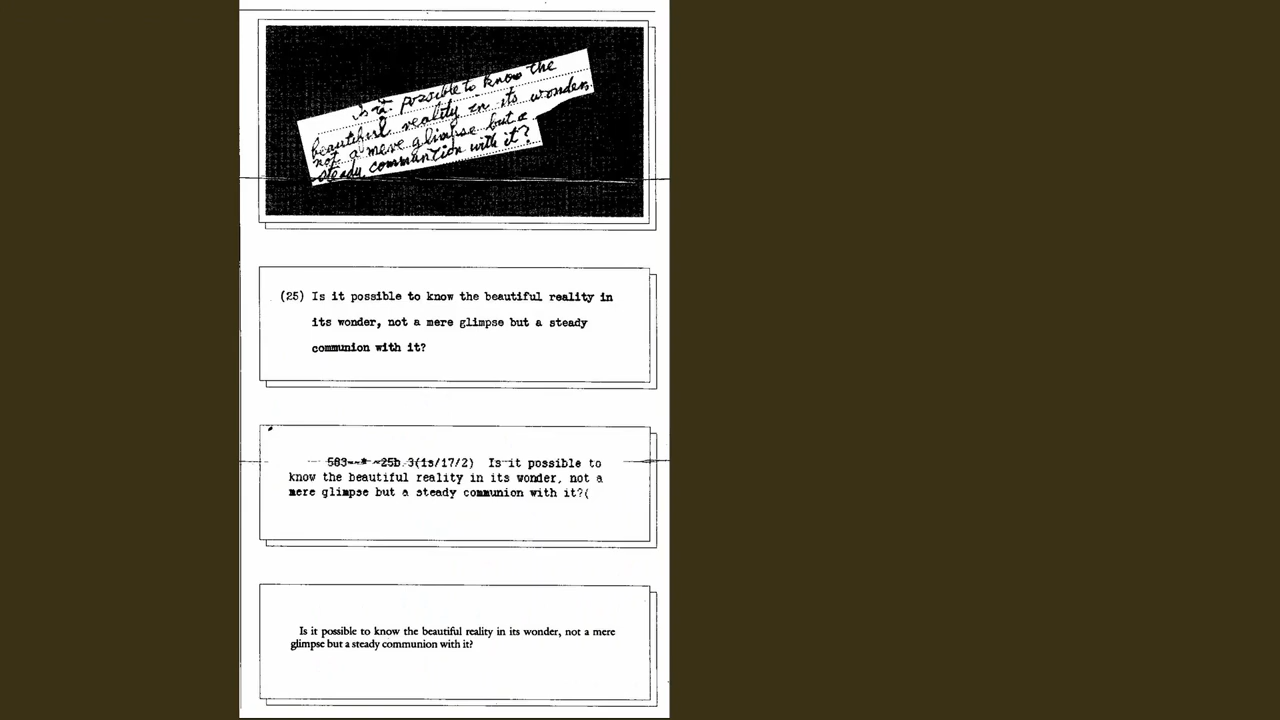 Is it possible to know the
beautiful reality in its wonder,
not a mere glimpse but a
steady communion with it?
(25) Is it possible to know the beautiful reality in
its wonder, not a mere glimpse but a steady
communion with it?
25b 3(1s/17/2) Is it possible to
know the beautiful reality in its wonder, not a
mere glimpse but a steady communion with it?(
Is it possible to know the beautiful reality in its wonder, not a mere
glimpse but a steady communion with it?